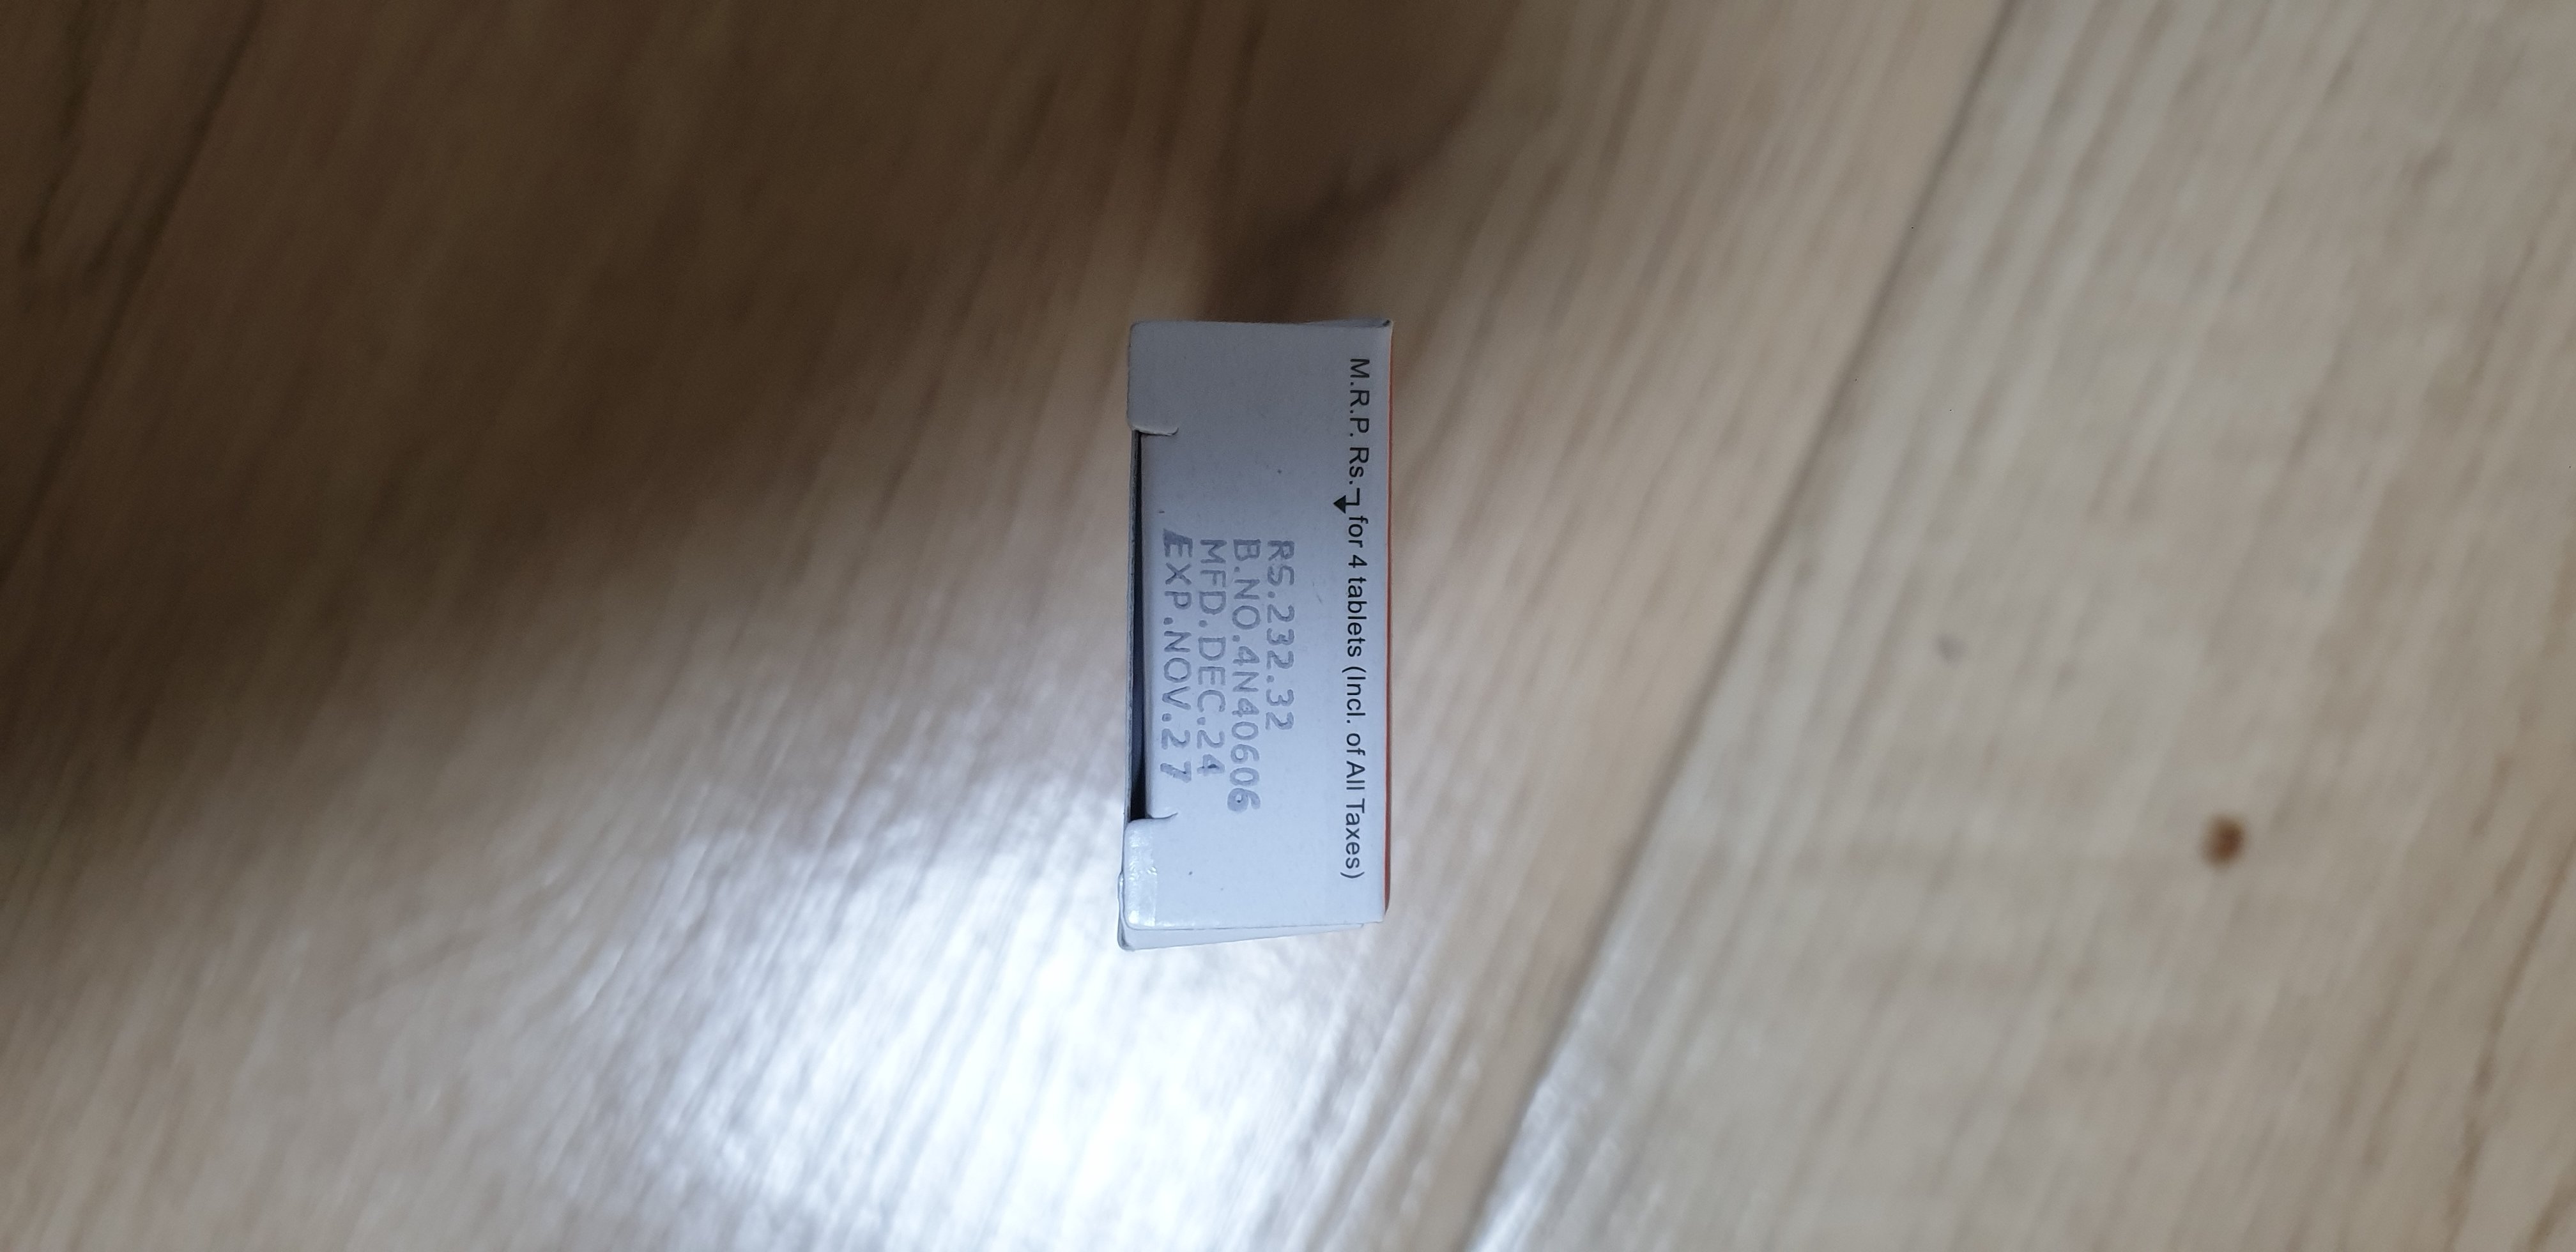 M.R.P. Rs. for 4 tablets (Incl. of All Taxes)
RS.232.32
B.NO.4N40606
MFD.DEC.24
EXP.NOV.27